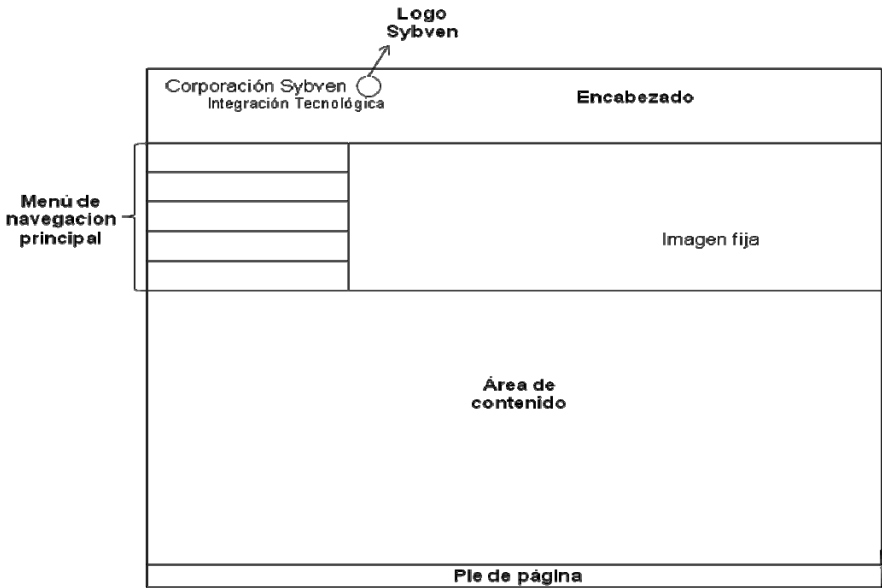 Logo
Sybven
Corporación Sybven
Integración Tecnológica
Encabezado
Menú de
navegacion
principal
Imagen fija
Área de
contenido
Pie de página